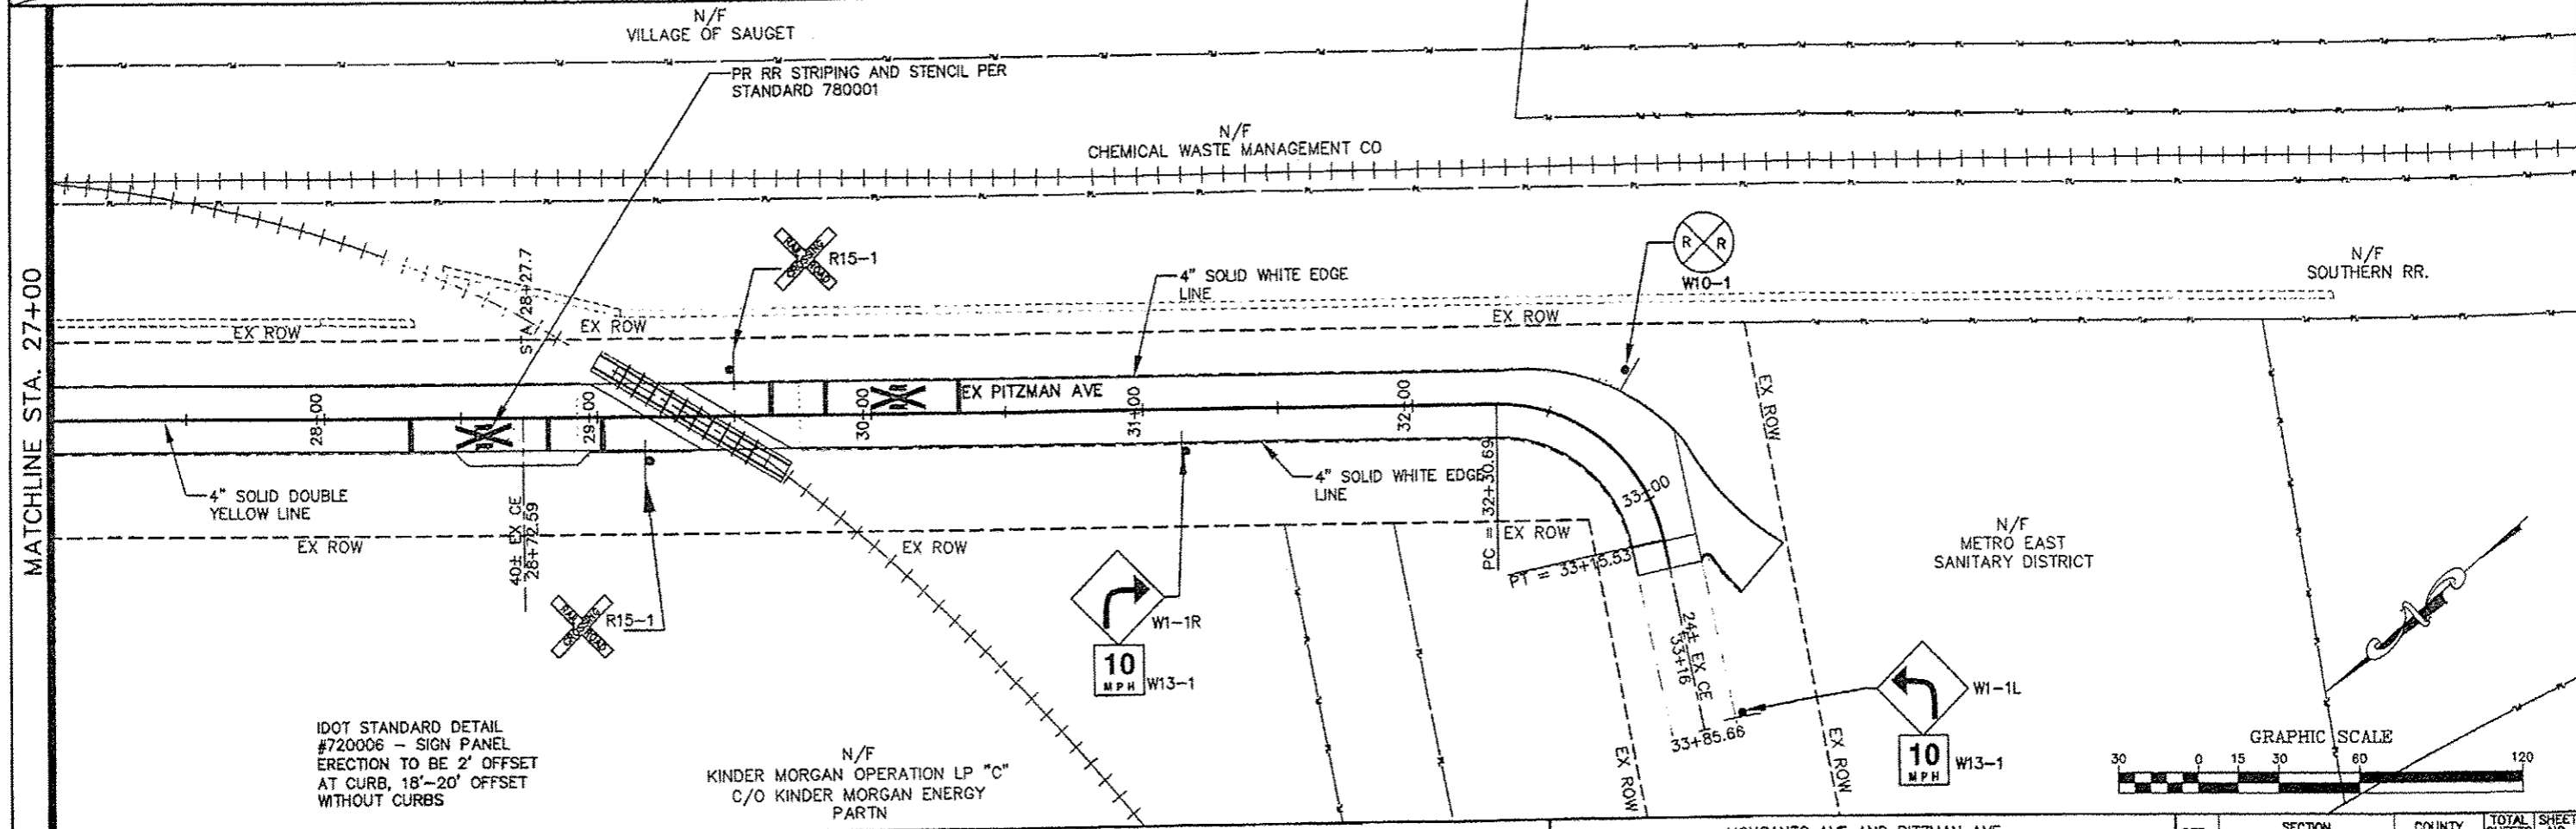 N/F
VILLAGE OF SAUGET
PR RR STRIPING AND STENCIL PER
STANDARD 780001
N/F
CHEMICAL WASTE MANAGEMENT CO
MATCHLINE STA. 27+00
STA 28+27.7
RAILROAD
CROSSING
R15-1
4" SOLID WHITE EDGE
LINE
R R
W10-1
N/F
SOUTHERN RR.
EX ROW
EX ROW
EX ROW
EX PITZMAN AVE
28+00
29+00
30+00
31+00
32+00
33+00
EX ROW
4" SOLID DOUBLE
YELLOW LINE
4" SOLID WHITE EDGE
LINE
PC = 32+30.69
EX ROW
EX ROW
EX ROW
PT = 33+15.53
40± EX CE
28+72.59
RAILROAD
CROSSING
R15-1
W1-1R
10
MPH
W13-1
N/F
METRO EAST
SANITARY DISTRICT
24± EX CE
33+16
33+85.66
W1-1L
10
MPH
W13-1
EX ROW
EX ROW
IDOT STANDARD DETAIL
#720006 - SIGN PANEL
ERECTION TO BE 2' OFFSET
AT CURB, 18'-20' OFFSET
WITHOUT CURBS
N/F
KINDER MORGAN OPERATION LP "C"
C/O KINDER MORGAN ENERGY
PARTN
GRAPHIC SCALE
30 0 15 30 60 120
SECTION
COUNTY
TOTAL
SHEET